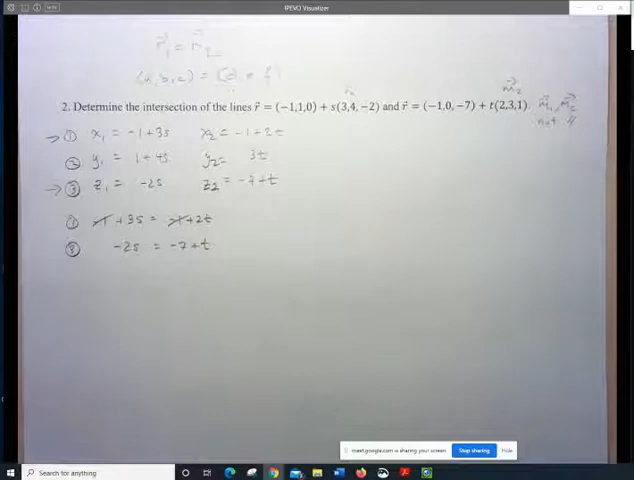 IPEVO Visualizer
r⃗₁ = r⃗₂
(a, b, c) = (d e f)
m⃗₂
2. Determine the intersection of the lines r⃗ = (−1,1,0) + s(3,4,−2) and r⃗ = (−1,0,−7) + t(2,3,1).
m⃗₁, m⃗₂
not //
→ ① x₁ = -1+3s x₂ = -1+2t
② y₁ = 1+4s y₂ = 3t
→ ③ z₁ = -2s z₂ = -7+t
① -1+3s = -1+2t
③ -2s = -7+t
meet.google.com is sharing your screen. Stop sharing Hide
Search for anything